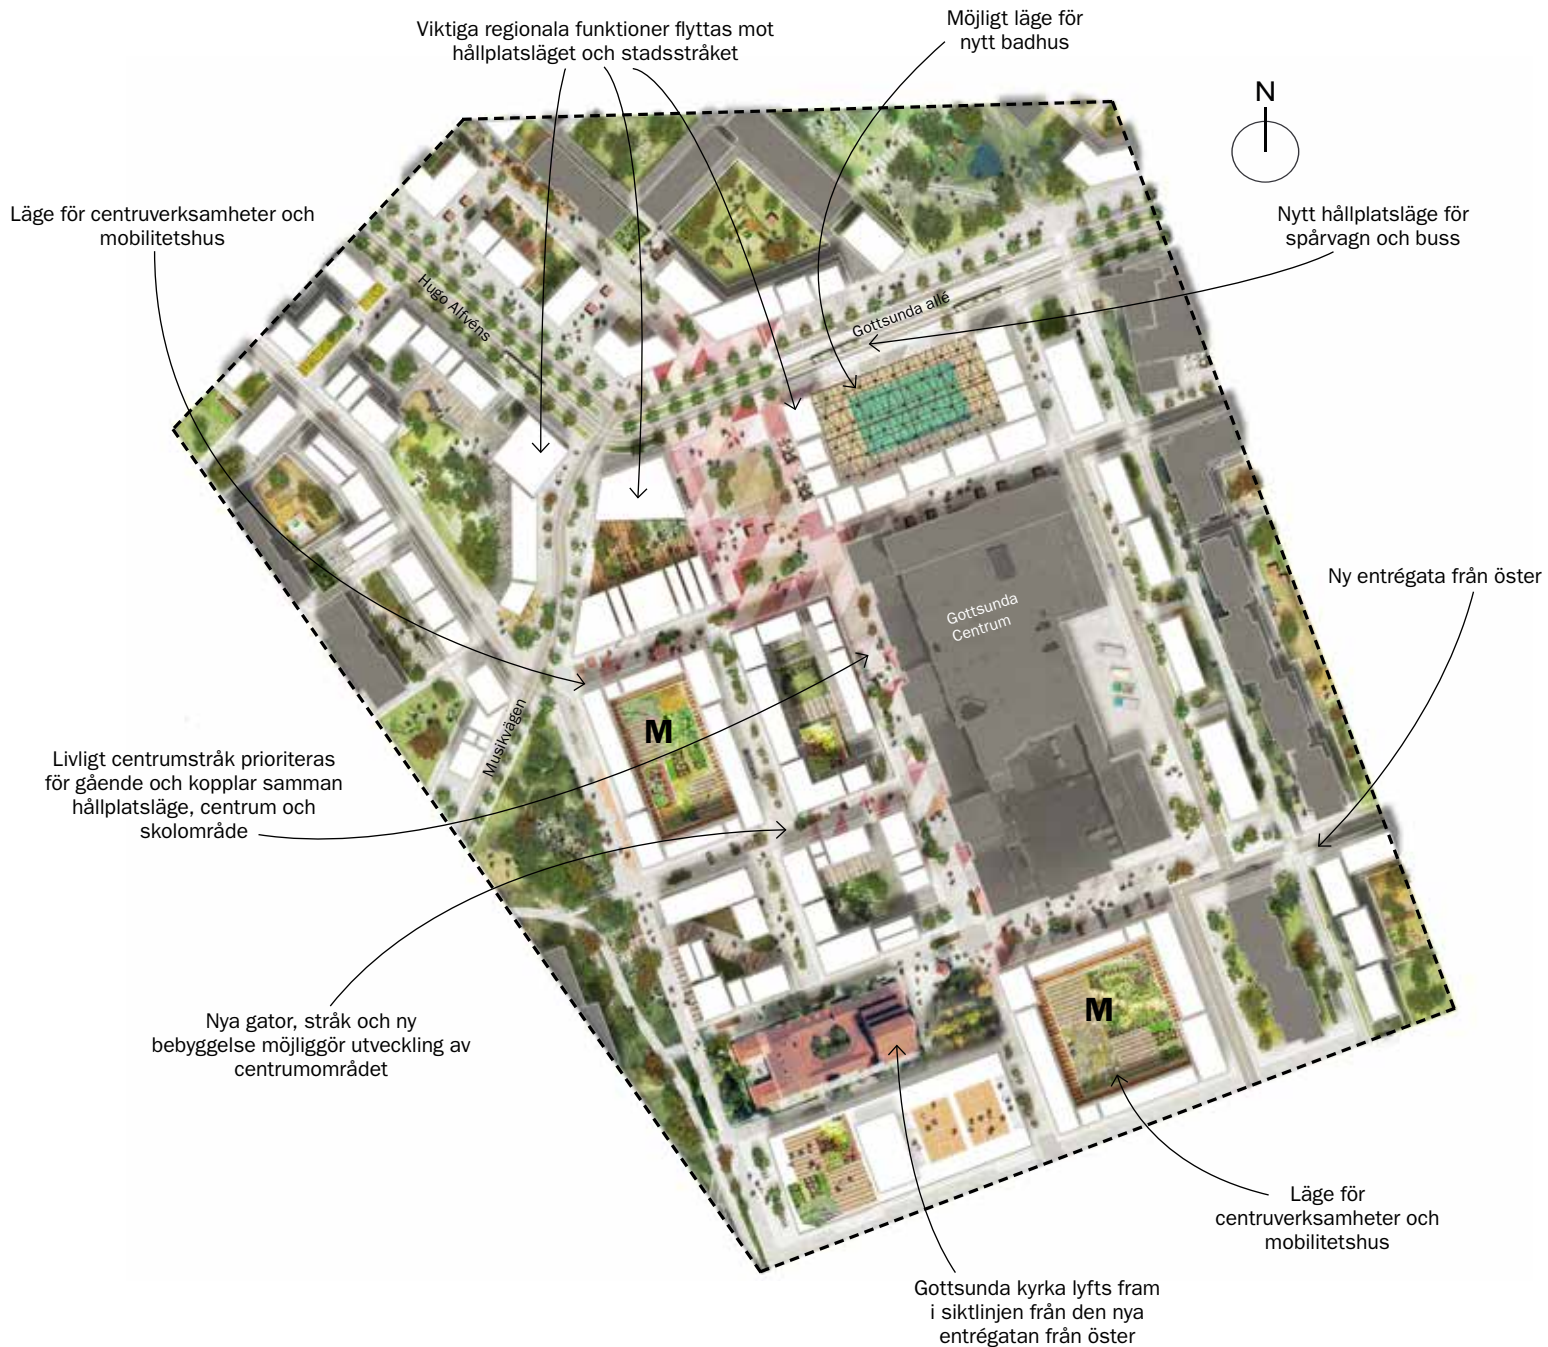 Viktiga regionala funktioner flyttas mot
hållplatsläget och stadsstråket
Möjligt läge för
nytt badhus
N
Läge för centruverksamheter och
mobilitetshus
Nytt hållplatsläge för
spårvagn och buss
Hugo Alfvéns
Gottsunda allé
Ny entrégata från öster
Gottsunda
Centrum
Musikvägen
M
Livligt centrumstråk prioriteras
för gående och kopplar samman
hållplatsläge, centrum och
skolområde
Nya gator, stråk och ny
bebyggelse möjliggör utveckling av
centrumområdet
M
Läge för
centruverksamheter och
mobilitetshus
Gottsunda kyrka lyfts fram
i siktlinjen från den nya
entrégatan från öster